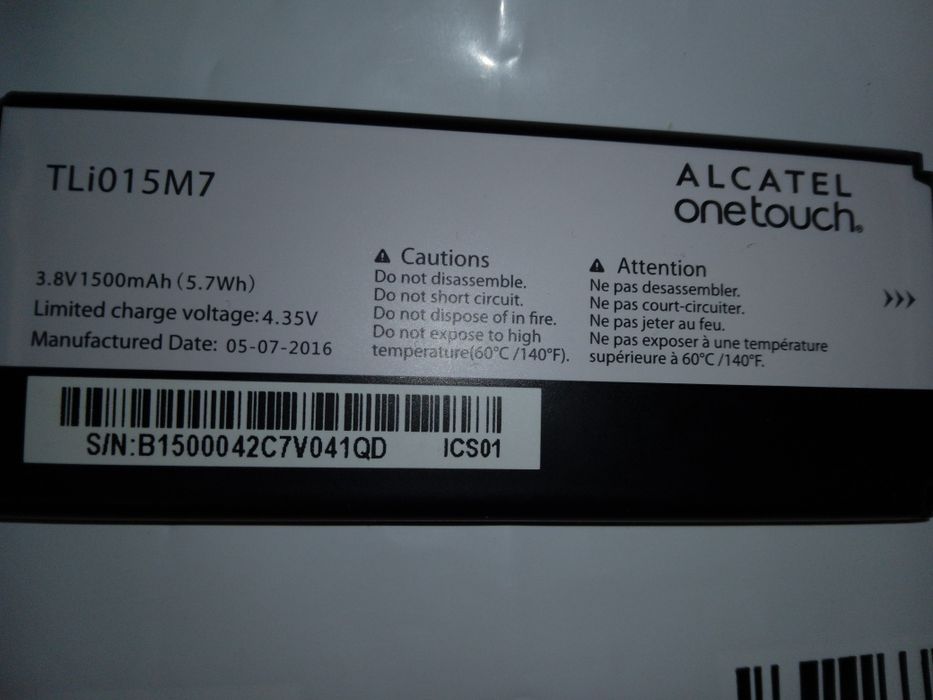 TLi015M7
ALCATEL
onetouch®
3.8V1500mAh (5.7Wh)
Limited charge voltage:4.35V
Manufactured Date: 05-07-2016
Cautions
Do not disassemble.
Do not short circuit.
Do not dispose of in fire.
Do not expose to high
temperature(60°C /140°F).
Attention
Ne pas desassembler.
Ne pas court-circuiter.
Ne pas jeter au feu.
Ne pas exposer à une température
supérieure à 60°C /140°F.
S/N:B1500042C7V041QD ICS01